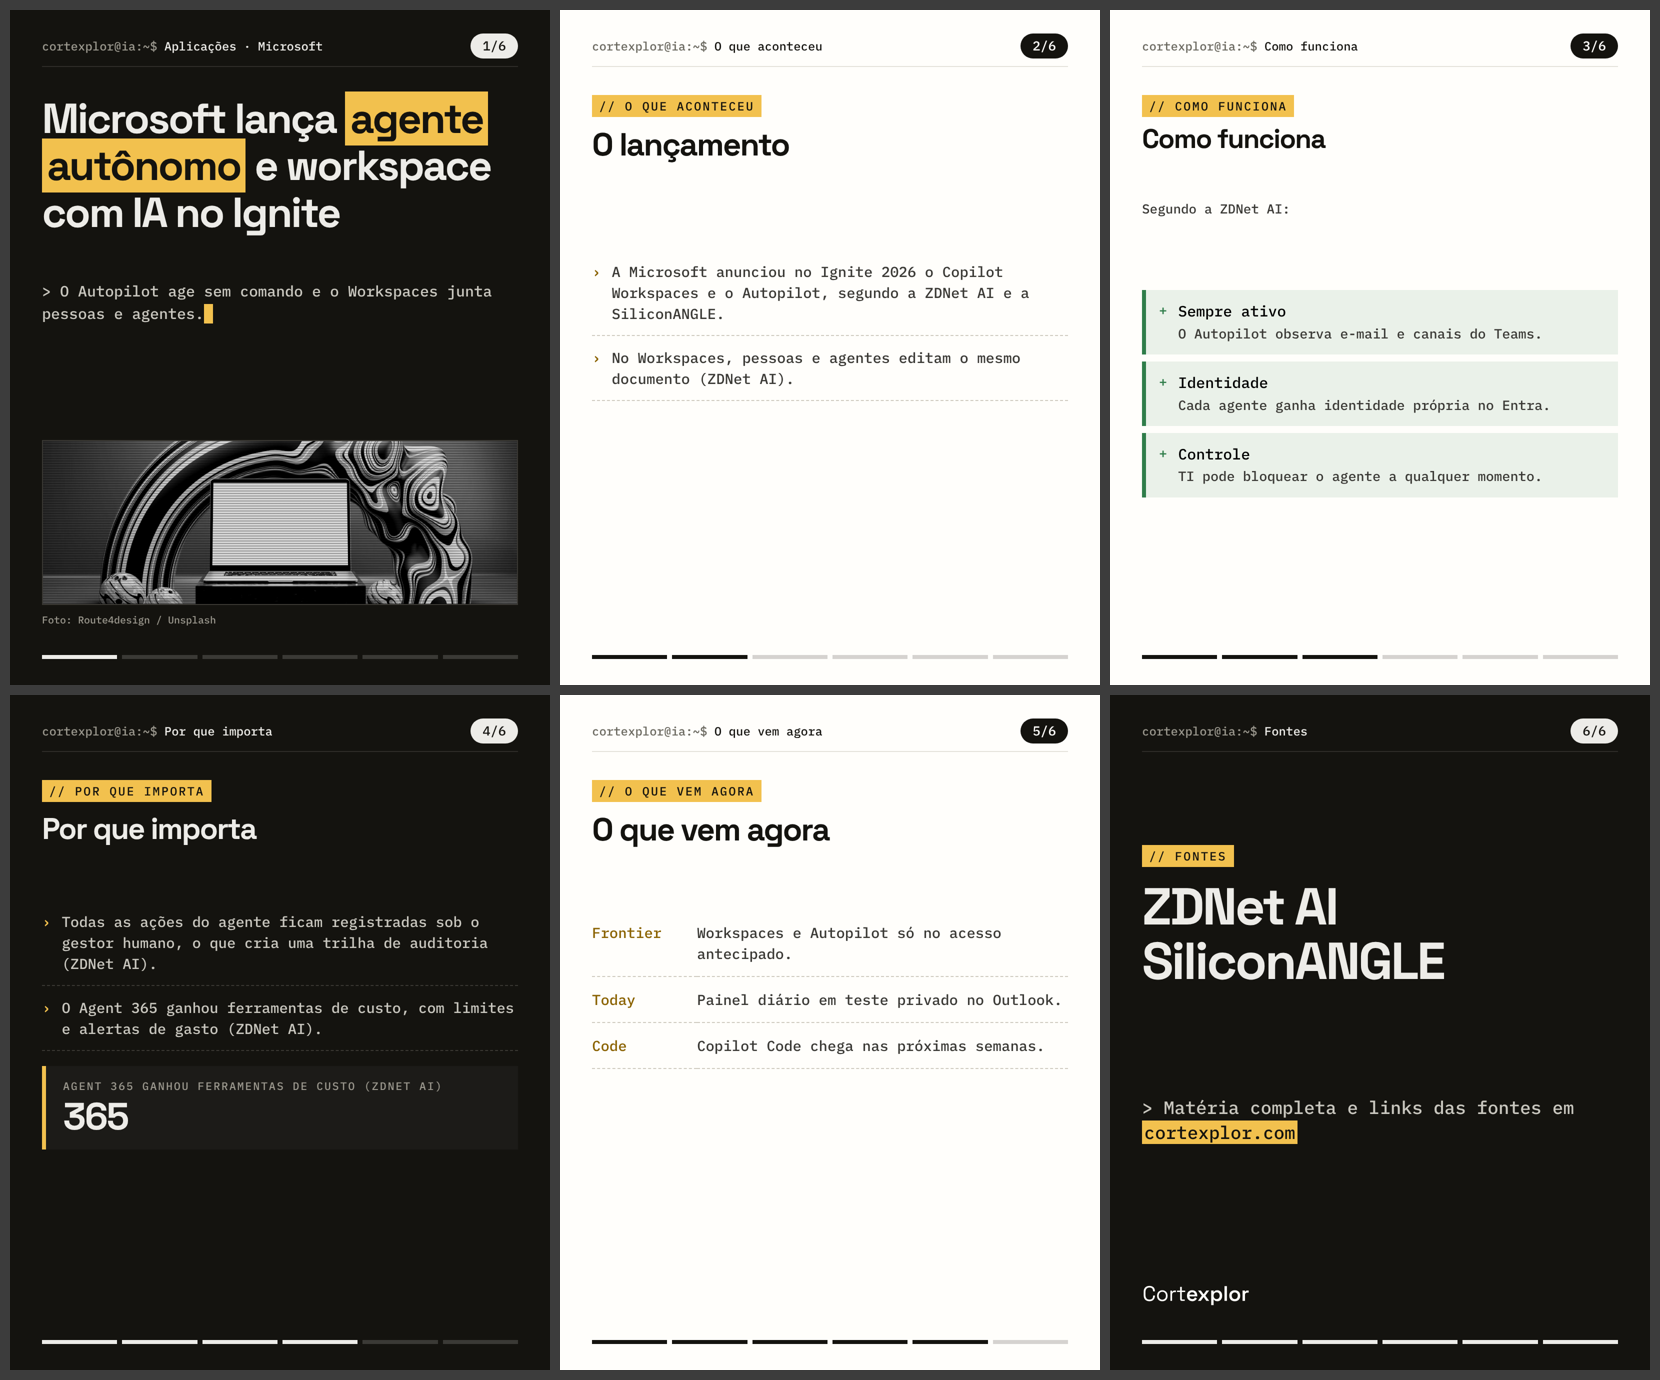 cortexplor@ia:~$ Aplicações · Microsoft
1/6
Microsoft lança agente
autônomo e workspace
com IA no Ignite
> O Autopilot age sem comando e o Workspaces junta
pessoas e agentes.
Foto: Route4design / Unsplash
cortexplor@ia:~$ O que aconteceu
2/6
// O QUE ACONTECEU
O lançamento
› A Microsoft anunciou no Ignite 2026 o Copilot
Workspaces e o Autopilot, segundo a ZDNet AI e a
SiliconANGLE.
› No Workspaces, pessoas e agentes editam o mesmo
documento (ZDNet AI).
cortexplor@ia:~$ Como funciona
3/6
// COMO FUNCIONA
Como funciona
Segundo a ZDNet AI:
+ Sempre ativo
O Autopilot observa e-mail e canais do Teams.
+ Identidade
Cada agente ganha identidade própria no Entra.
+ Controle
TI pode bloquear o agente a qualquer momento.
cortexplor@ia:~$ Por que importa
4/6
// POR QUE IMPORTA
Por que importa
› Todas as ações do agente ficam registradas sob o
gestor humano, o que cria uma trilha de auditoria
(ZDNet AI).
› O Agent 365 ganhou ferramentas de custo, com limites
e alertas de gasto (ZDNet AI).
AGENT 365 GANHOU FERRAMENTAS DE CUSTO (ZDNET AI)
365
cortexplor@ia:~$ O que vem agora
5/6
// O QUE VEM AGORA
O que vem agora
Frontier Workspaces e Autopilot só no acesso
antecipado.
Today Painel diário em teste privado no Outlook.
Code Copilot Code chega nas próximas semanas.
cortexplor@ia:~$ Fontes
6/6
// FONTES
ZDNet AI
SiliconANGLE
> Matéria completa e links das fontes em
cortexplor.com
Cortexplor